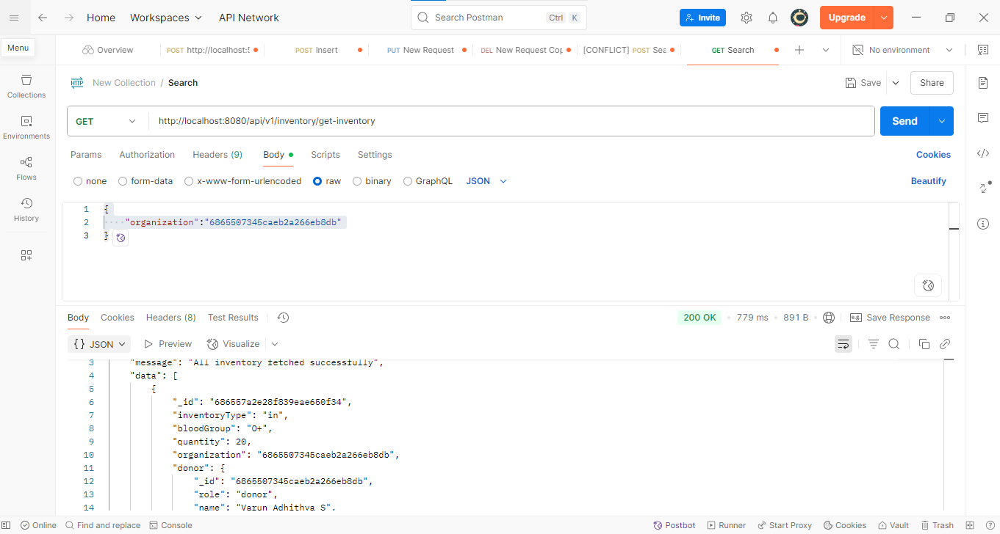 Home Workspaces API Network Search Postman Ctrl K Invite Upgrade
Menu
Overview POST http://localhost:5 POST Insert PUT New Request DEL New Request Cop [CONFLICT] POST Sea GET Search No environment
Collections
Environments
Flows
History
HTTP New Collection / Search Save Share
GET http://localhost:8080/api/v1/inventory/get-inventory Send
Params Authorization Headers (9) Body Scripts Settings Cookies
none form-data x-www-form-urlencoded raw binary GraphQL JSON Beautify
1 {
2 "organization":"6865507345caeb2a266eb8db"
3 }
Body Cookies Headers (8) Test Results 200 OK 779 ms 891 B e.g. Save Response
{} JSON Preview Visualize
3 "message": "All inventory fetched successfully",
4 "data": [
5 {
6 "_id": "686557a2e28f839eae650f34",
7 "inventoryType": "in",
8 "bloodGroup": "O+",
9 "quantity": 20,
10 "organization": "6865507345caeb2a266eb8db",
11 "donor": {
12 "_id": "6865507345caeb2a266eb8db",
13 "role": "donor",
14 "name": "Varun Adhithya S",
Online Find and replace Console Postbot Runner Start Proxy Cookies Vault Trash